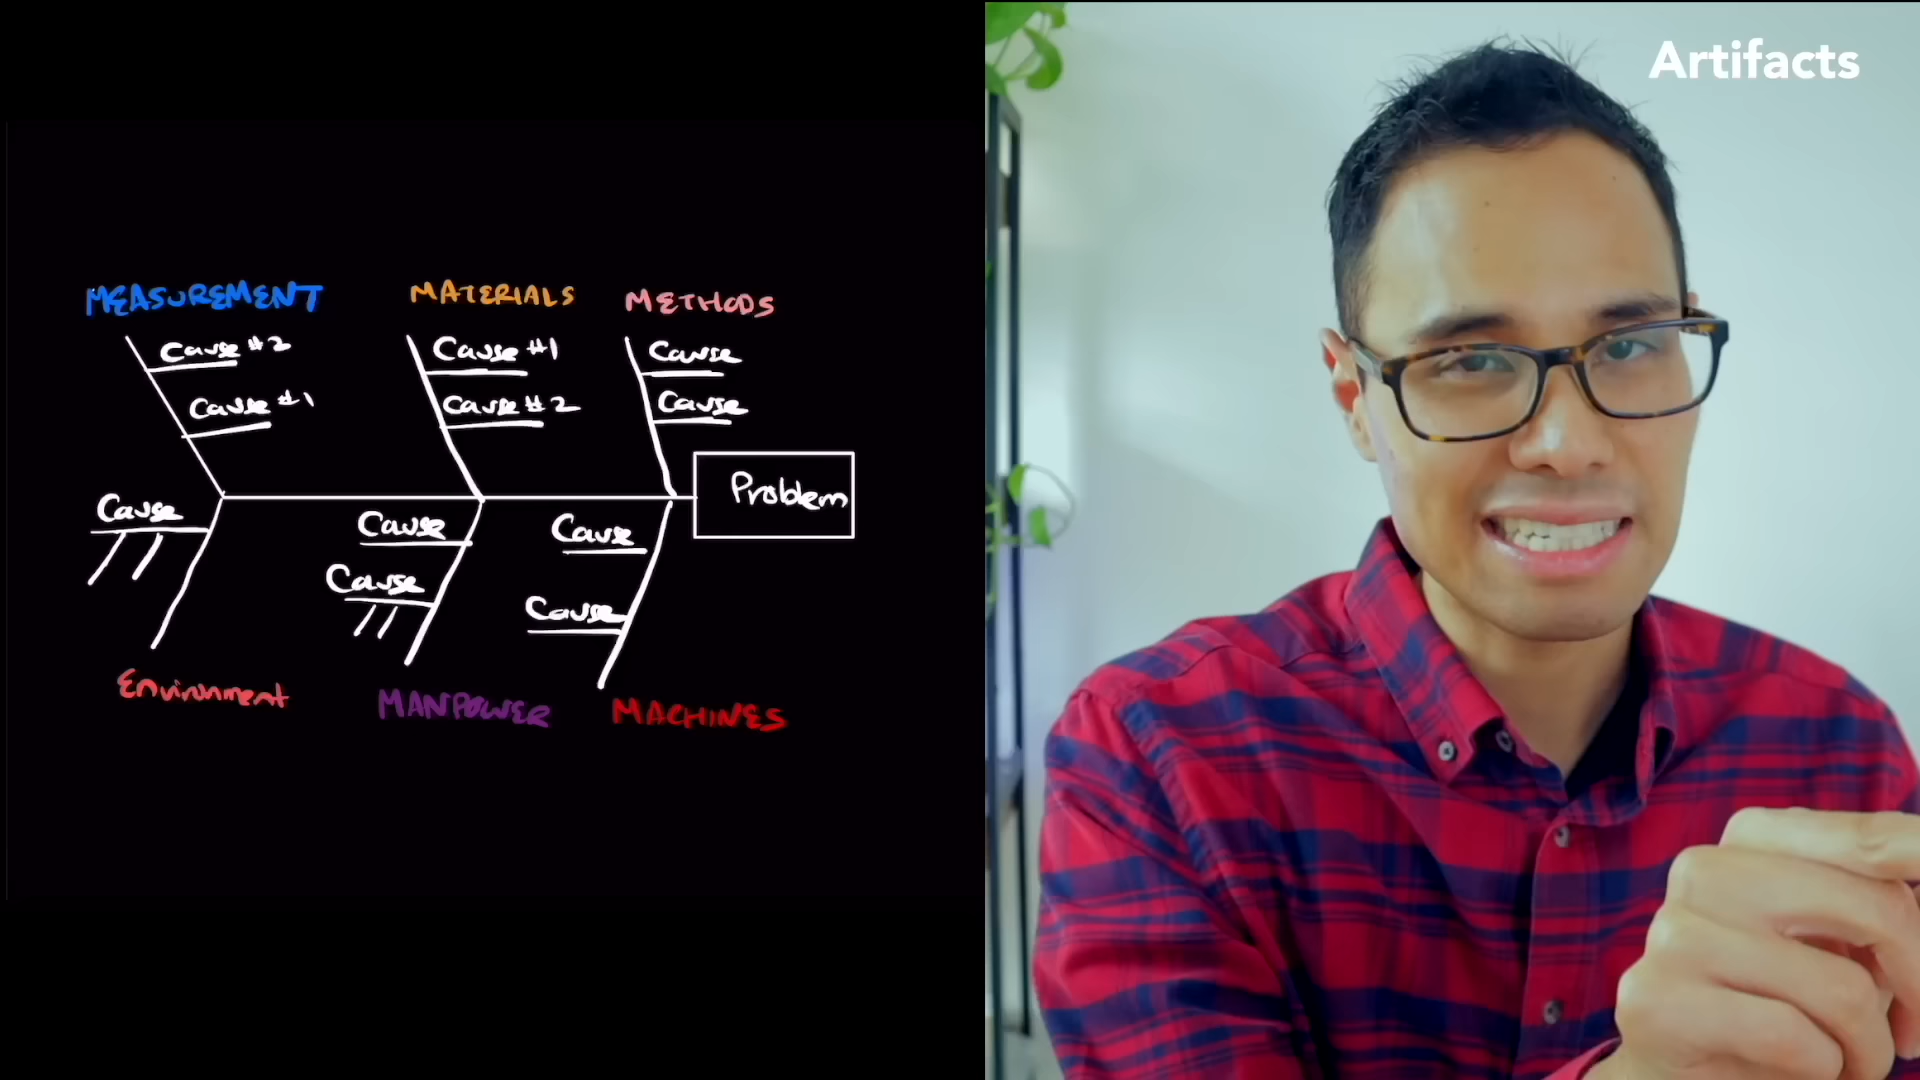 Artifacts
MEASUREMENT
MATERIALS
METHODS
Cause #2
Cause #1
Cause
Cause #1
Cause #2
Cause
Problem
Cause
Cause
Cause
Cause
Cause
Environment
MANPOWER
MACHINES